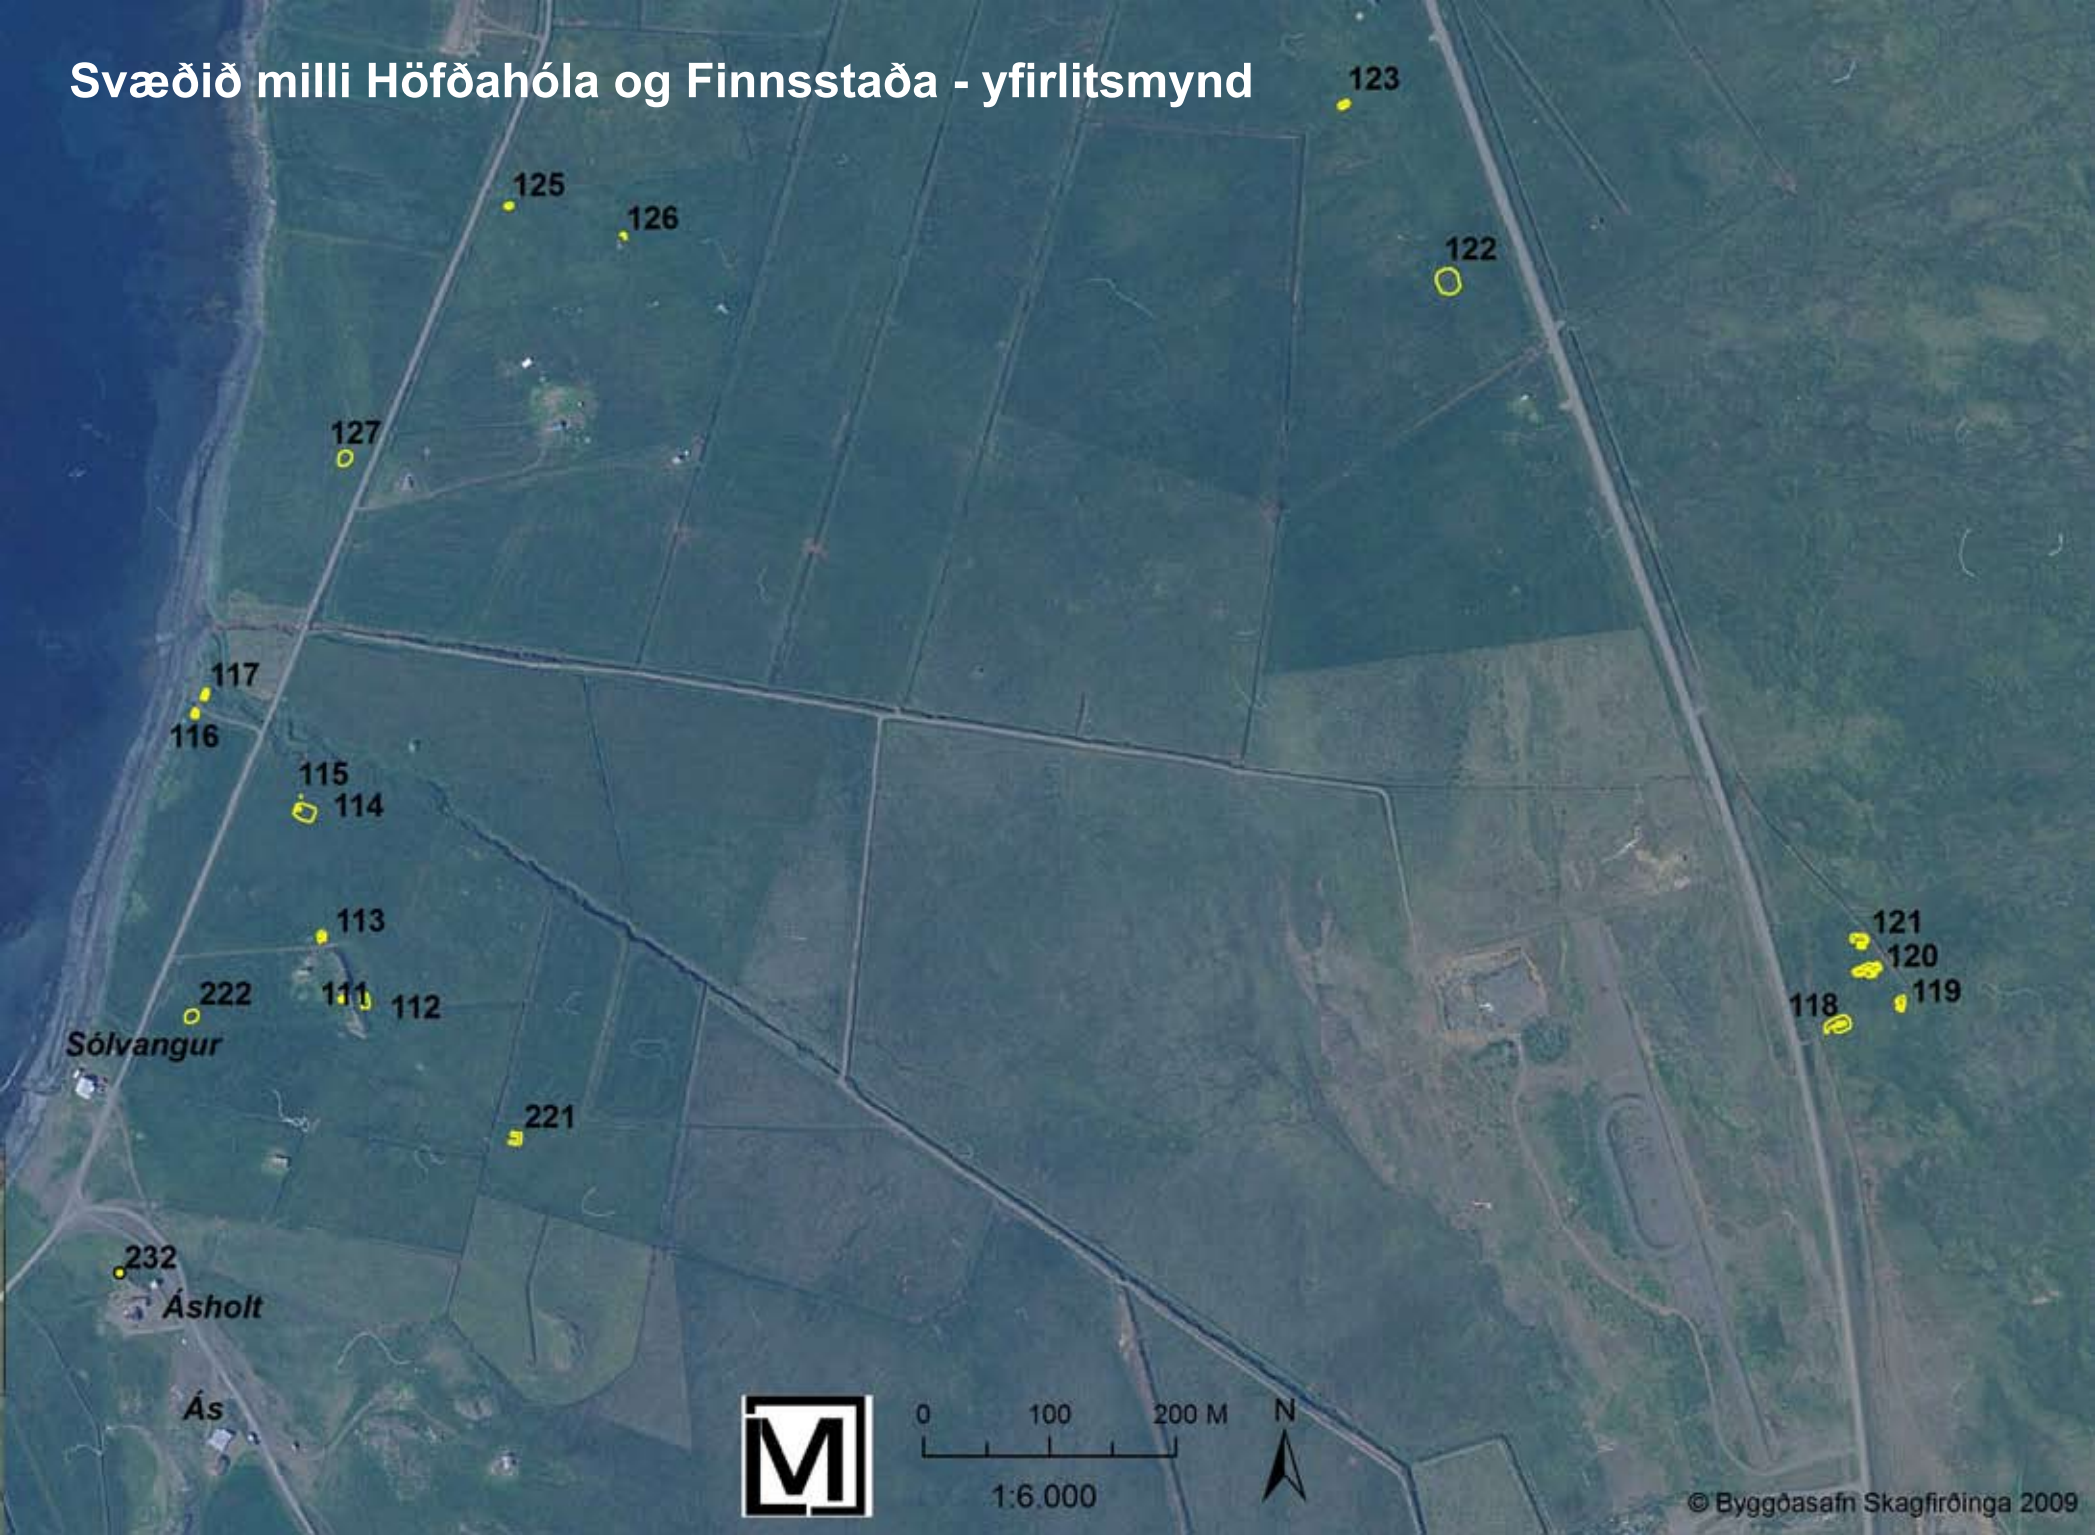 Svæðið milli Höfðahóla og Finnsstaða - yfirlitsmynd
123
125
126
122
127
117
116
115
114
113
121
120
222
111
112
118
119
Sólvangur
221
232
Ásholt
Ás
M
0 100 200 M
N
1:6.000
© Byggðasafn Skagfirðinga 2009